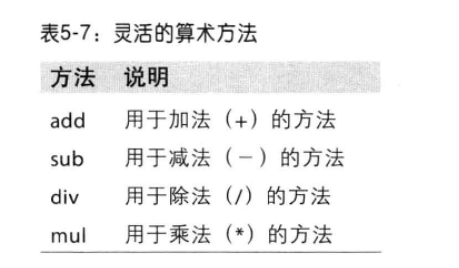 表5-7：灵活的算术方法
方法 说明
add 用于加法（+）的方法
sub 用于减法（－）的方法
div 用于除法（/）的方法
mul 用于乘法（*）的方法